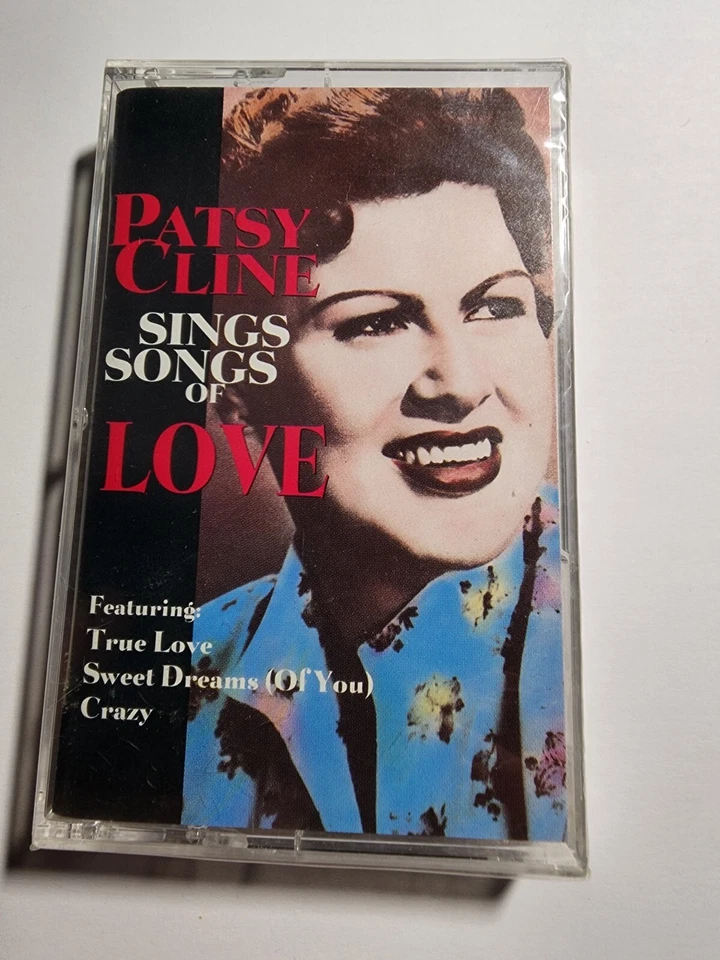 PATSY
CLINE
SINGS
SONGS
OF
LOVE
Featuring:
True Love
Sweet Dreams (Of You)
Crazy